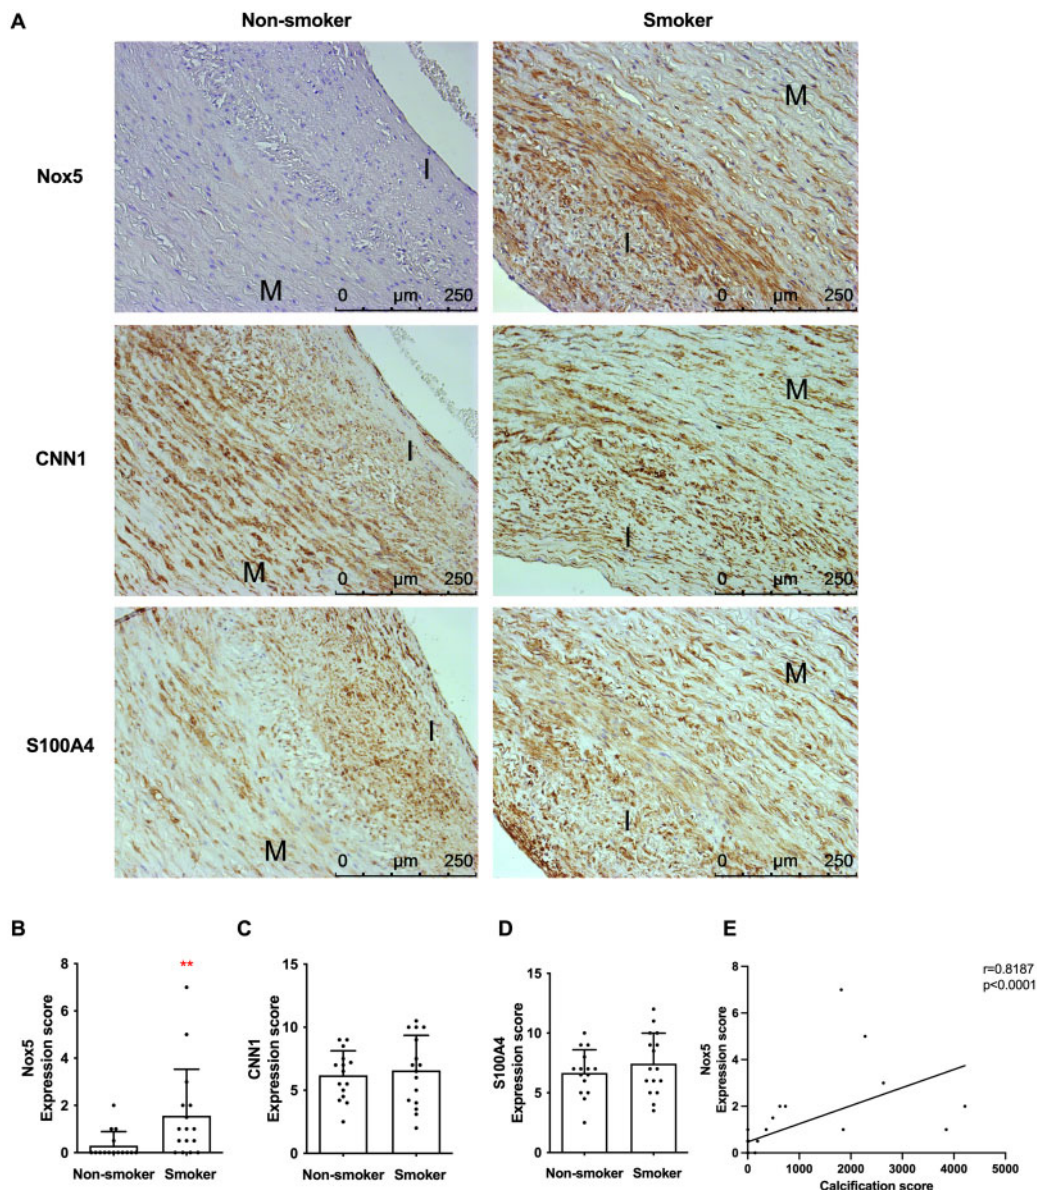 A
Non-smoker
Smoker
Nox5
I
M
0 µm 250
M
I
0 µm 250
CNN1
I
M
0 µm 250
M
I
0 µm 250
S100A4
I
M
0 µm 250
M
I
0 µm 250
B
Nox5
Expression score
8
6
4
2
0
**
Non-smoker
Smoker
C
CNN1
Expression score
15
10
5
0
Non-smoker
Smoker
D
S100A4
Expression score
15
10
5
0
Non-smoker
Smoker
E
r=0.8187
p<0.0001
Nox5
Expression score
8
6
4
2
0
0 1000 2000 3000 4000 5000
Calcification score